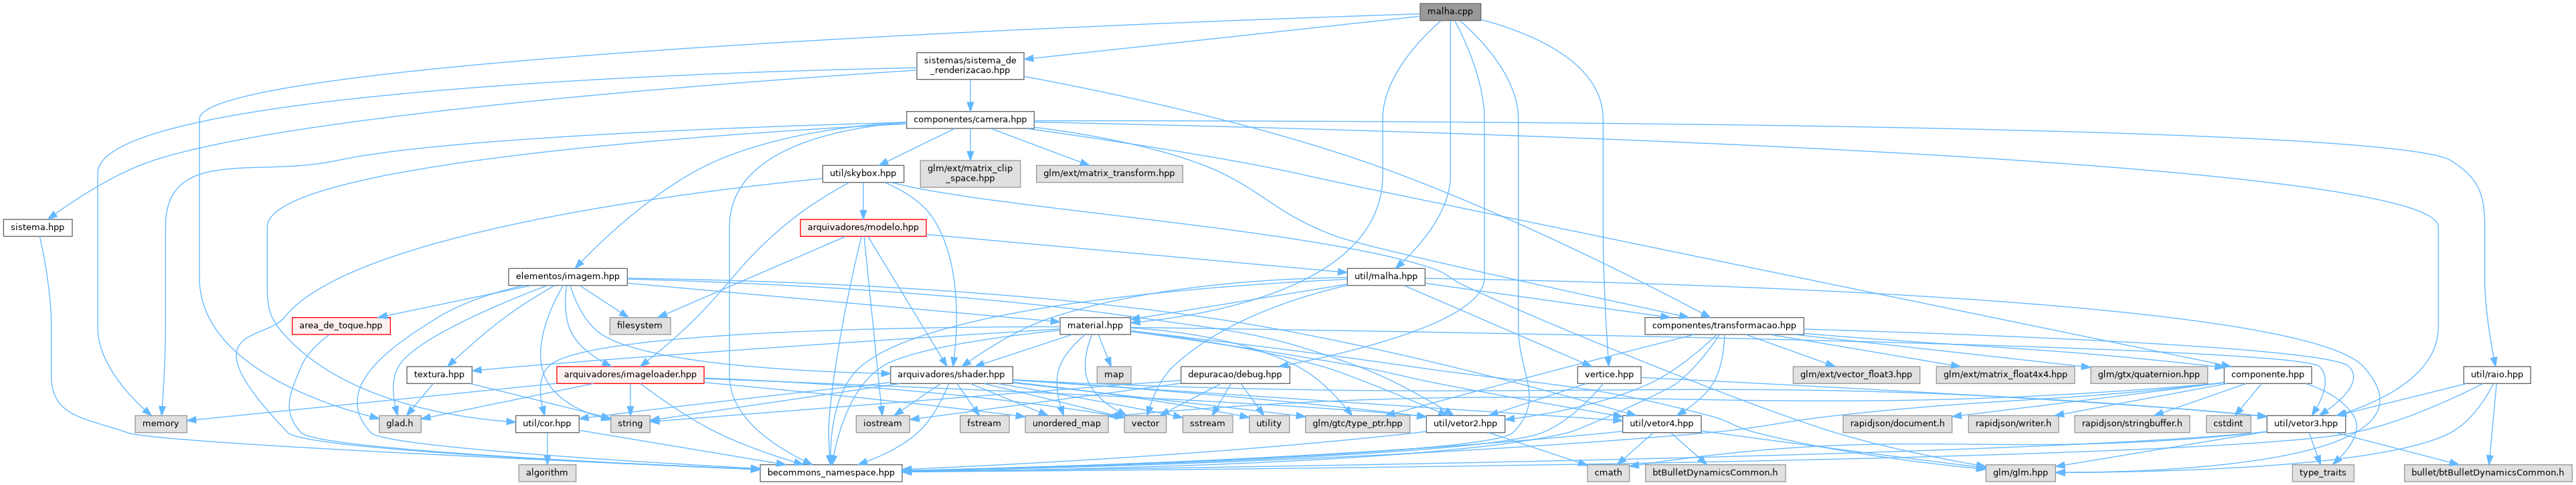 malha.cpp
sistemas/sistema_de
_renderizacao.hpp
componentes/camera.hpp
util/skybox.hpp
glm/ext/matrix_clip
_space.hpp
glm/ext/matrix_transform.hpp
sistema.hpp
arquivadores/modelo.hpp
elementos/imagem.hpp
util/malha.hpp
area_de_toque.hpp
filesystem
material.hpp
componentes/transformacao.hpp
textura.hpp
arquivadores/imageloader.hpp
arquivadores/shader.hpp
map
depuracao/debug.hpp
vertice.hpp
glm/ext/vector_float3.hpp
glm/ext/matrix_float4x4.hpp
glm/gtx/quaternion.hpp
componente.hpp
util/raio.hpp
memory
glad.h
util/cor.hpp
string
iostream
fstream
unordered_map
vector
sstream
utility
glm/gtc/type_ptr.hpp
util/vetor2.hpp
util/vetor4.hpp
rapidjson/document.h
rapidjson/writer.h
rapidjson/stringbuffer.h
cstdint
util/vetor3.hpp
algorithm
becommons_namespace.hpp
cmath
btBulletDynamicsCommon.h
glm/glm.hpp
type_traits
bullet/btBulletDynamicsCommon.h